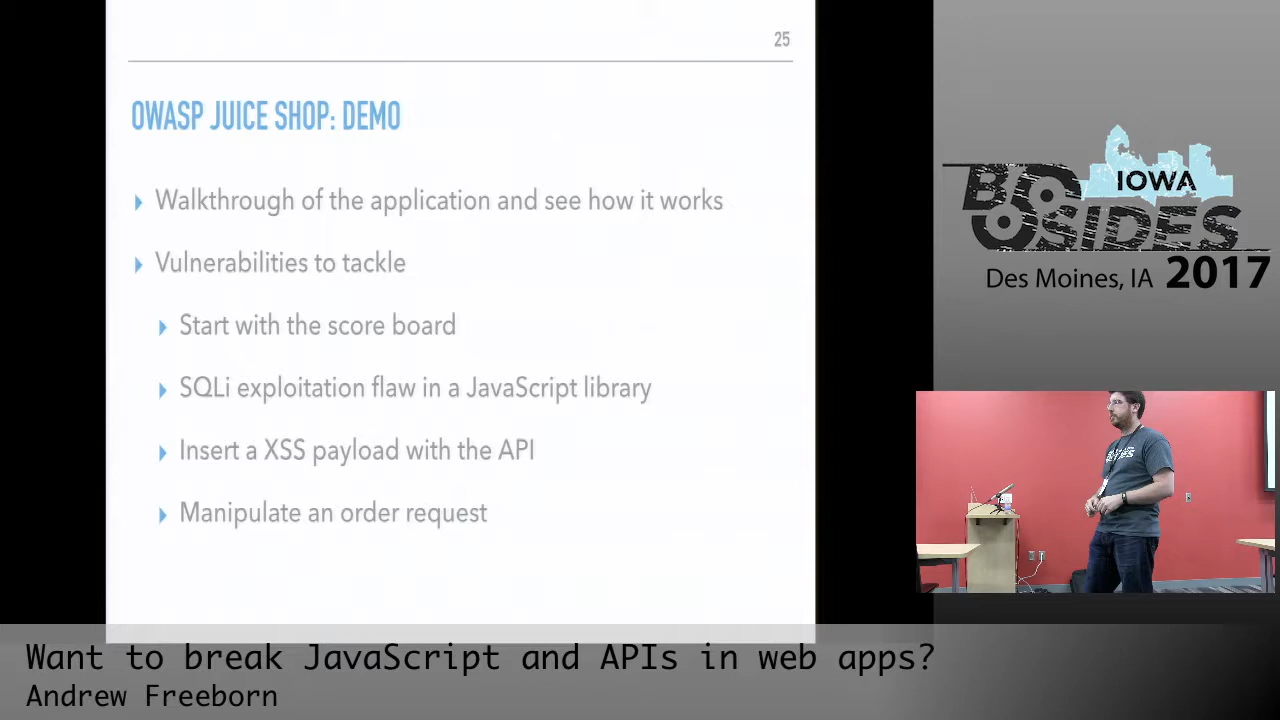 25
OWASP JUICE SHOP: DEMO
Walkthrough of the application and see how it works
Vulnerabilities to tackle
Start with the score board
SQLi exploitation flaw in a JavaScript library
Insert a XSS payload with the API
Manipulate an order request
IOWA
BSIDES
Des Moines, IA 2017
Want to break JavaScript and APIs in web apps?
Andrew Freeborn